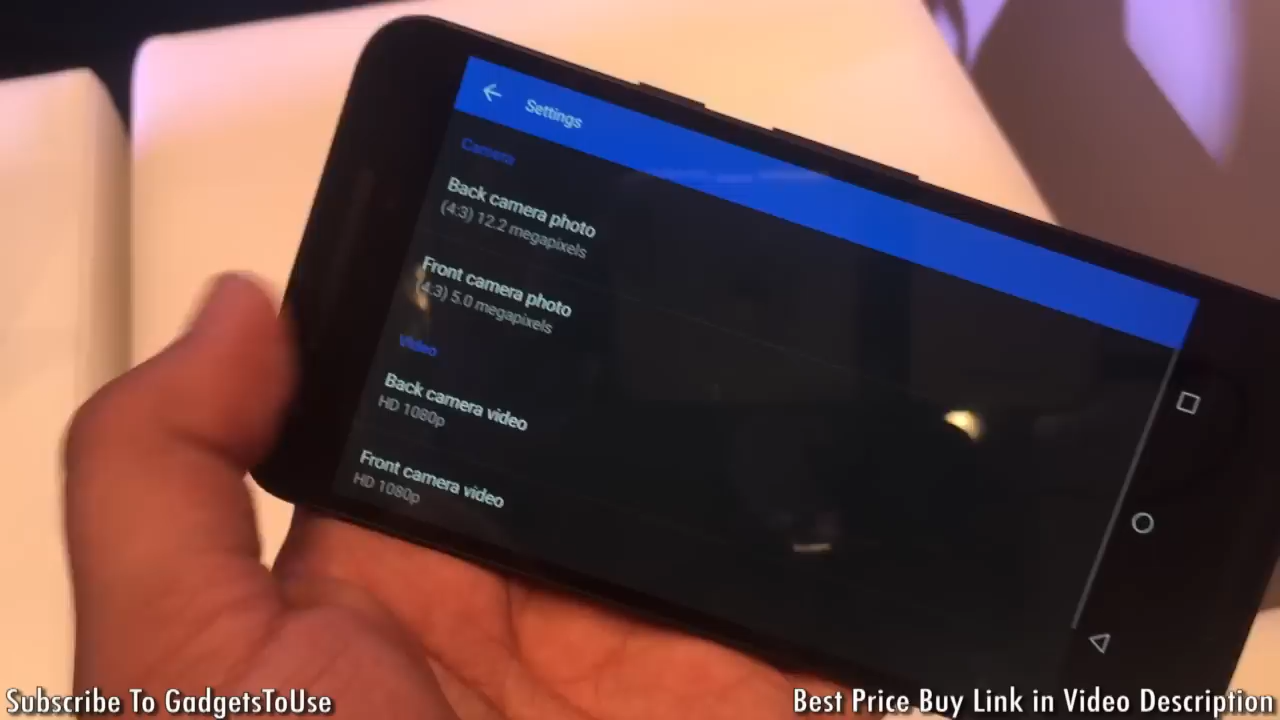 Settings
Camera
Back camera photo
(4:3) 12.2 megapixels
Front camera photo
(4:3) 5.0 megapixels
Video
Back camera video
HD 1080p
Front camera video
HD 1080p
Subscribe To GadgetsToUse
Best Price Buy Link in Video Description